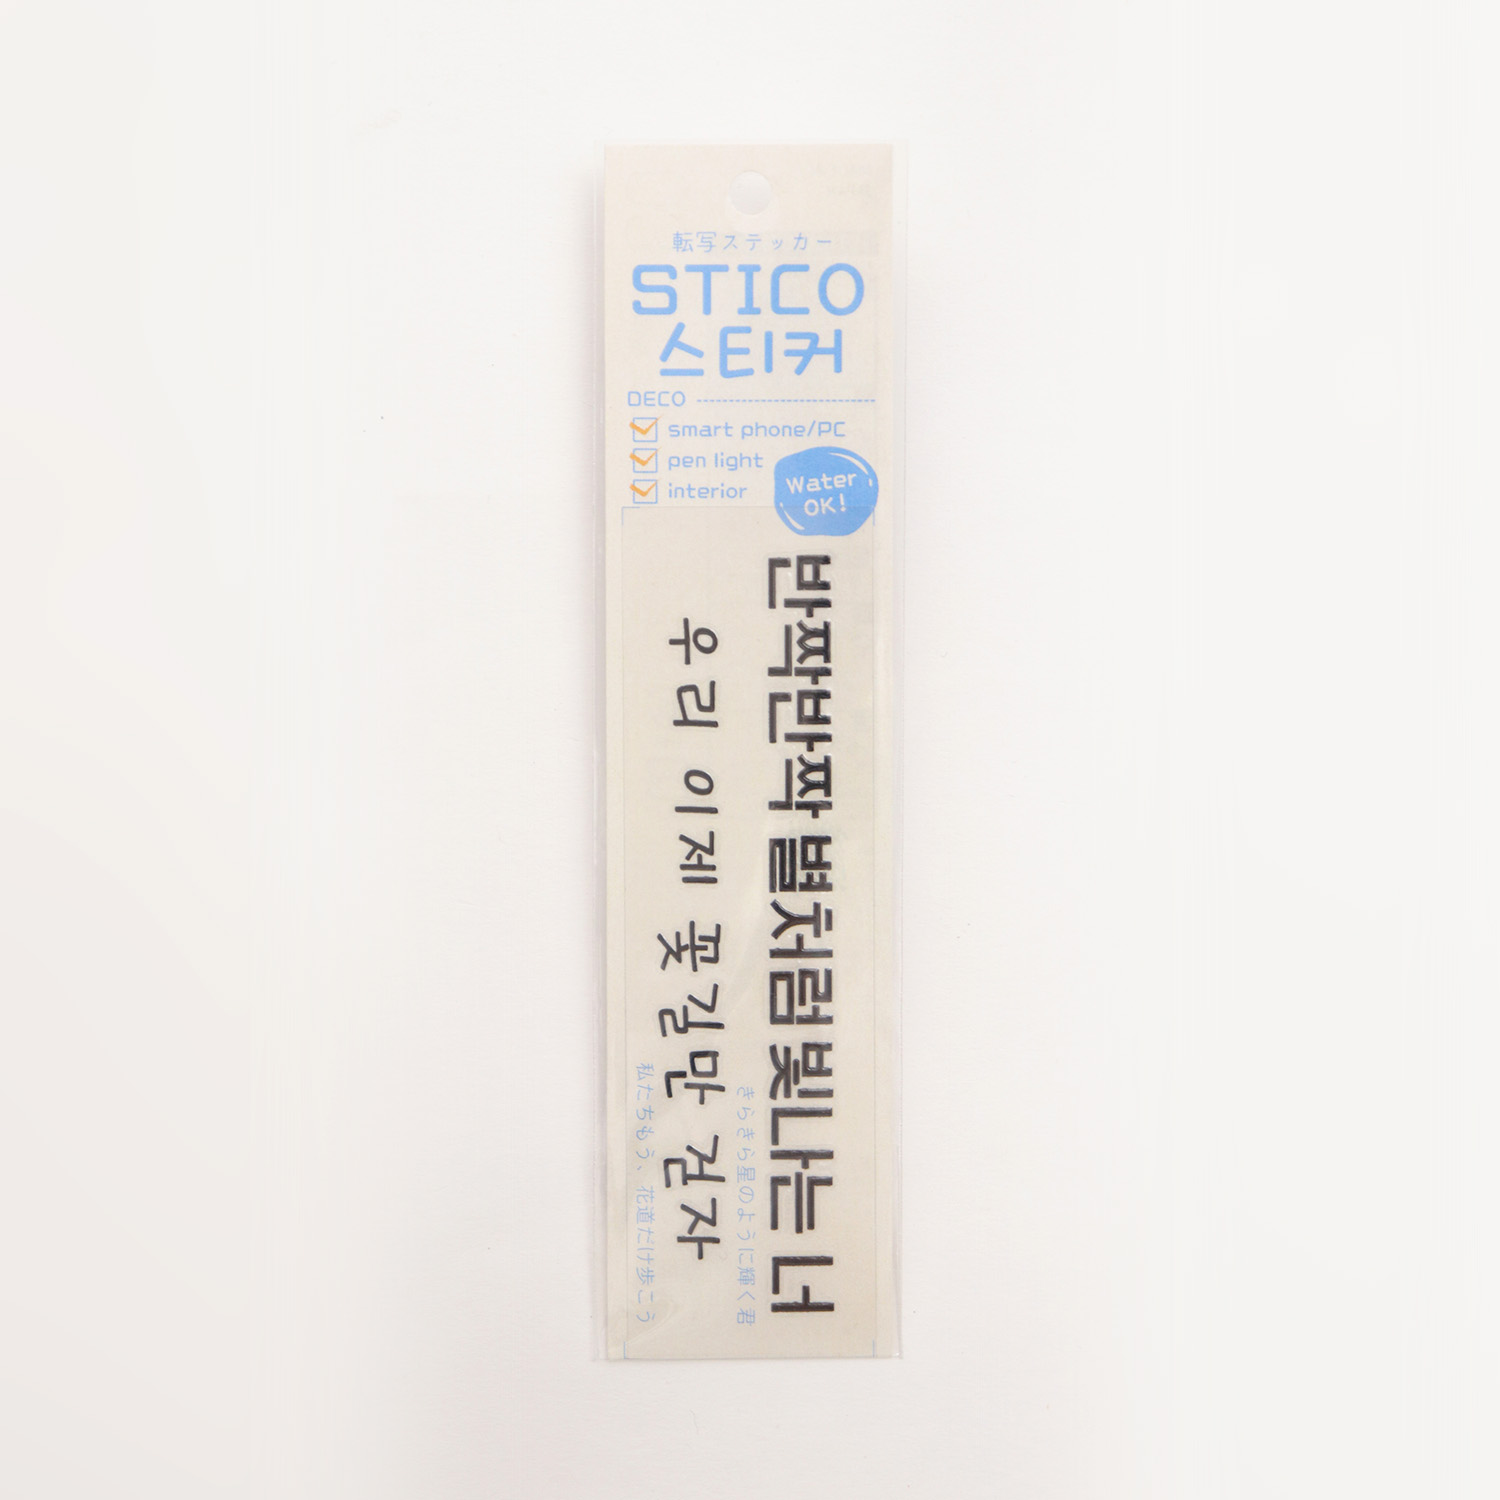 転写ステッカー
STICO
스티커
DECO
smart phone/PC
pen light
interior
Water
OK!
반짝반짝 별처럼 빛나는 너
きらきら星のように輝く君
우리 이제 꽃길만 걷자
私たちもう、花道だけ歩こう